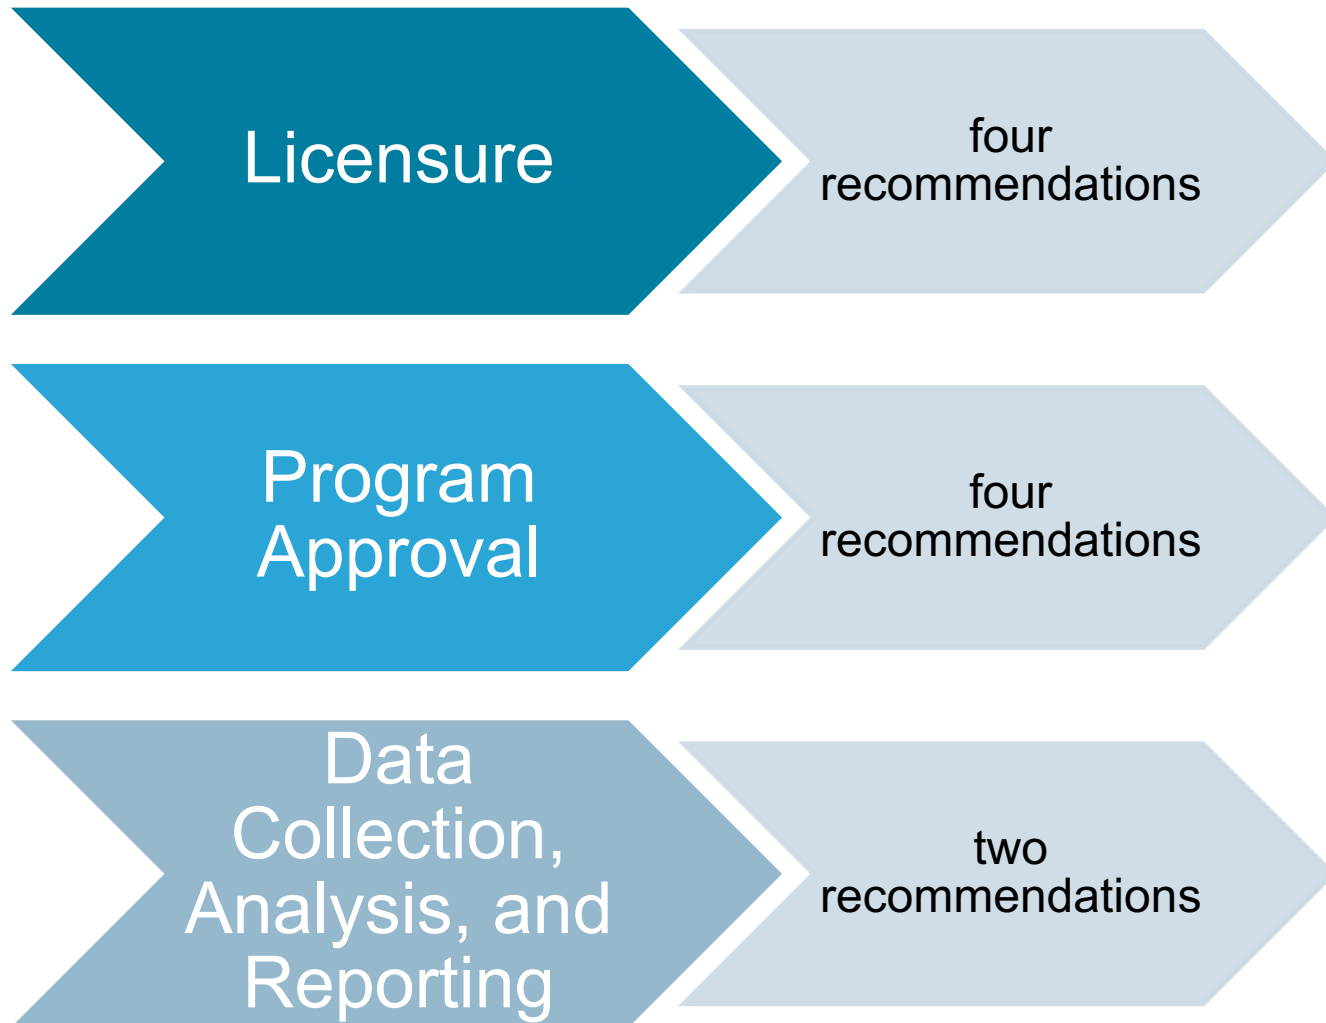 Licensure
four
recommendations
Program
Approval
four
recommendations
Data
Collection,
Analysis, and
Reporting
two
recommendations